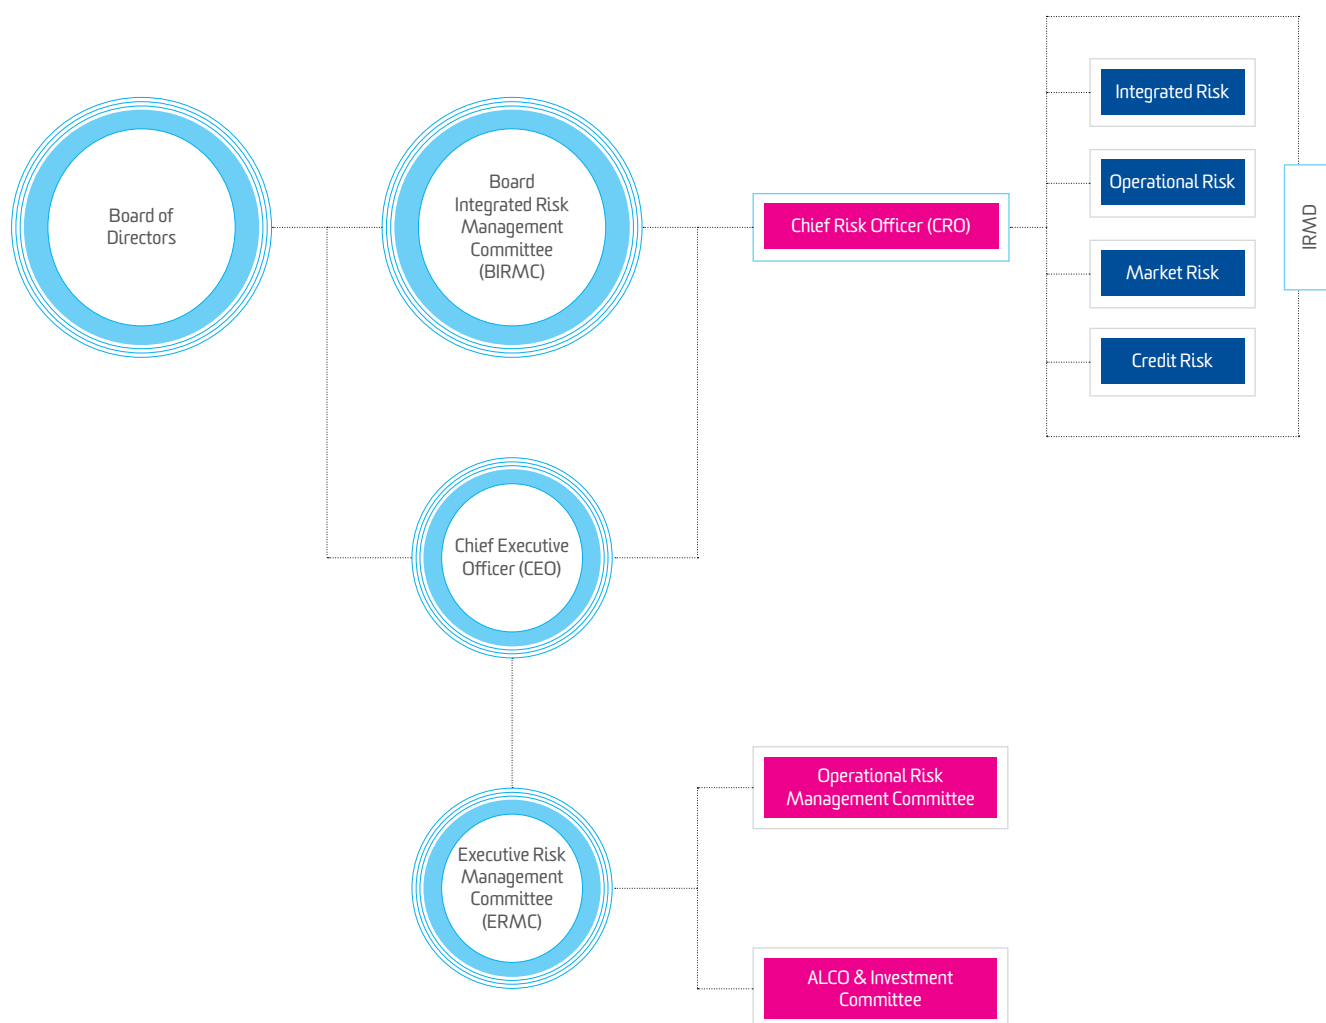 Board of
Directors
Board
Integrated Risk
Management
Committee
(BIRMC)
Chief Risk Officer (CRO)
Integrated Risk
Operational Risk
Market Risk
Credit Risk
IRMD
Chief Executive
Officer (CEO)
Executive Risk
Management
Committee
(ERMC)
Operational Risk
Management Committee
ALCO & Investment
Committee